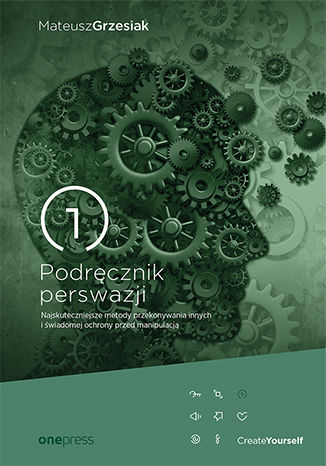 MateuszGrzesiak
1
Podręcznik
perswazji
Najskuteczniejsze metody przekonywania innych
i świadomej ochrony przed manipulacją
onepress
CreateYourself